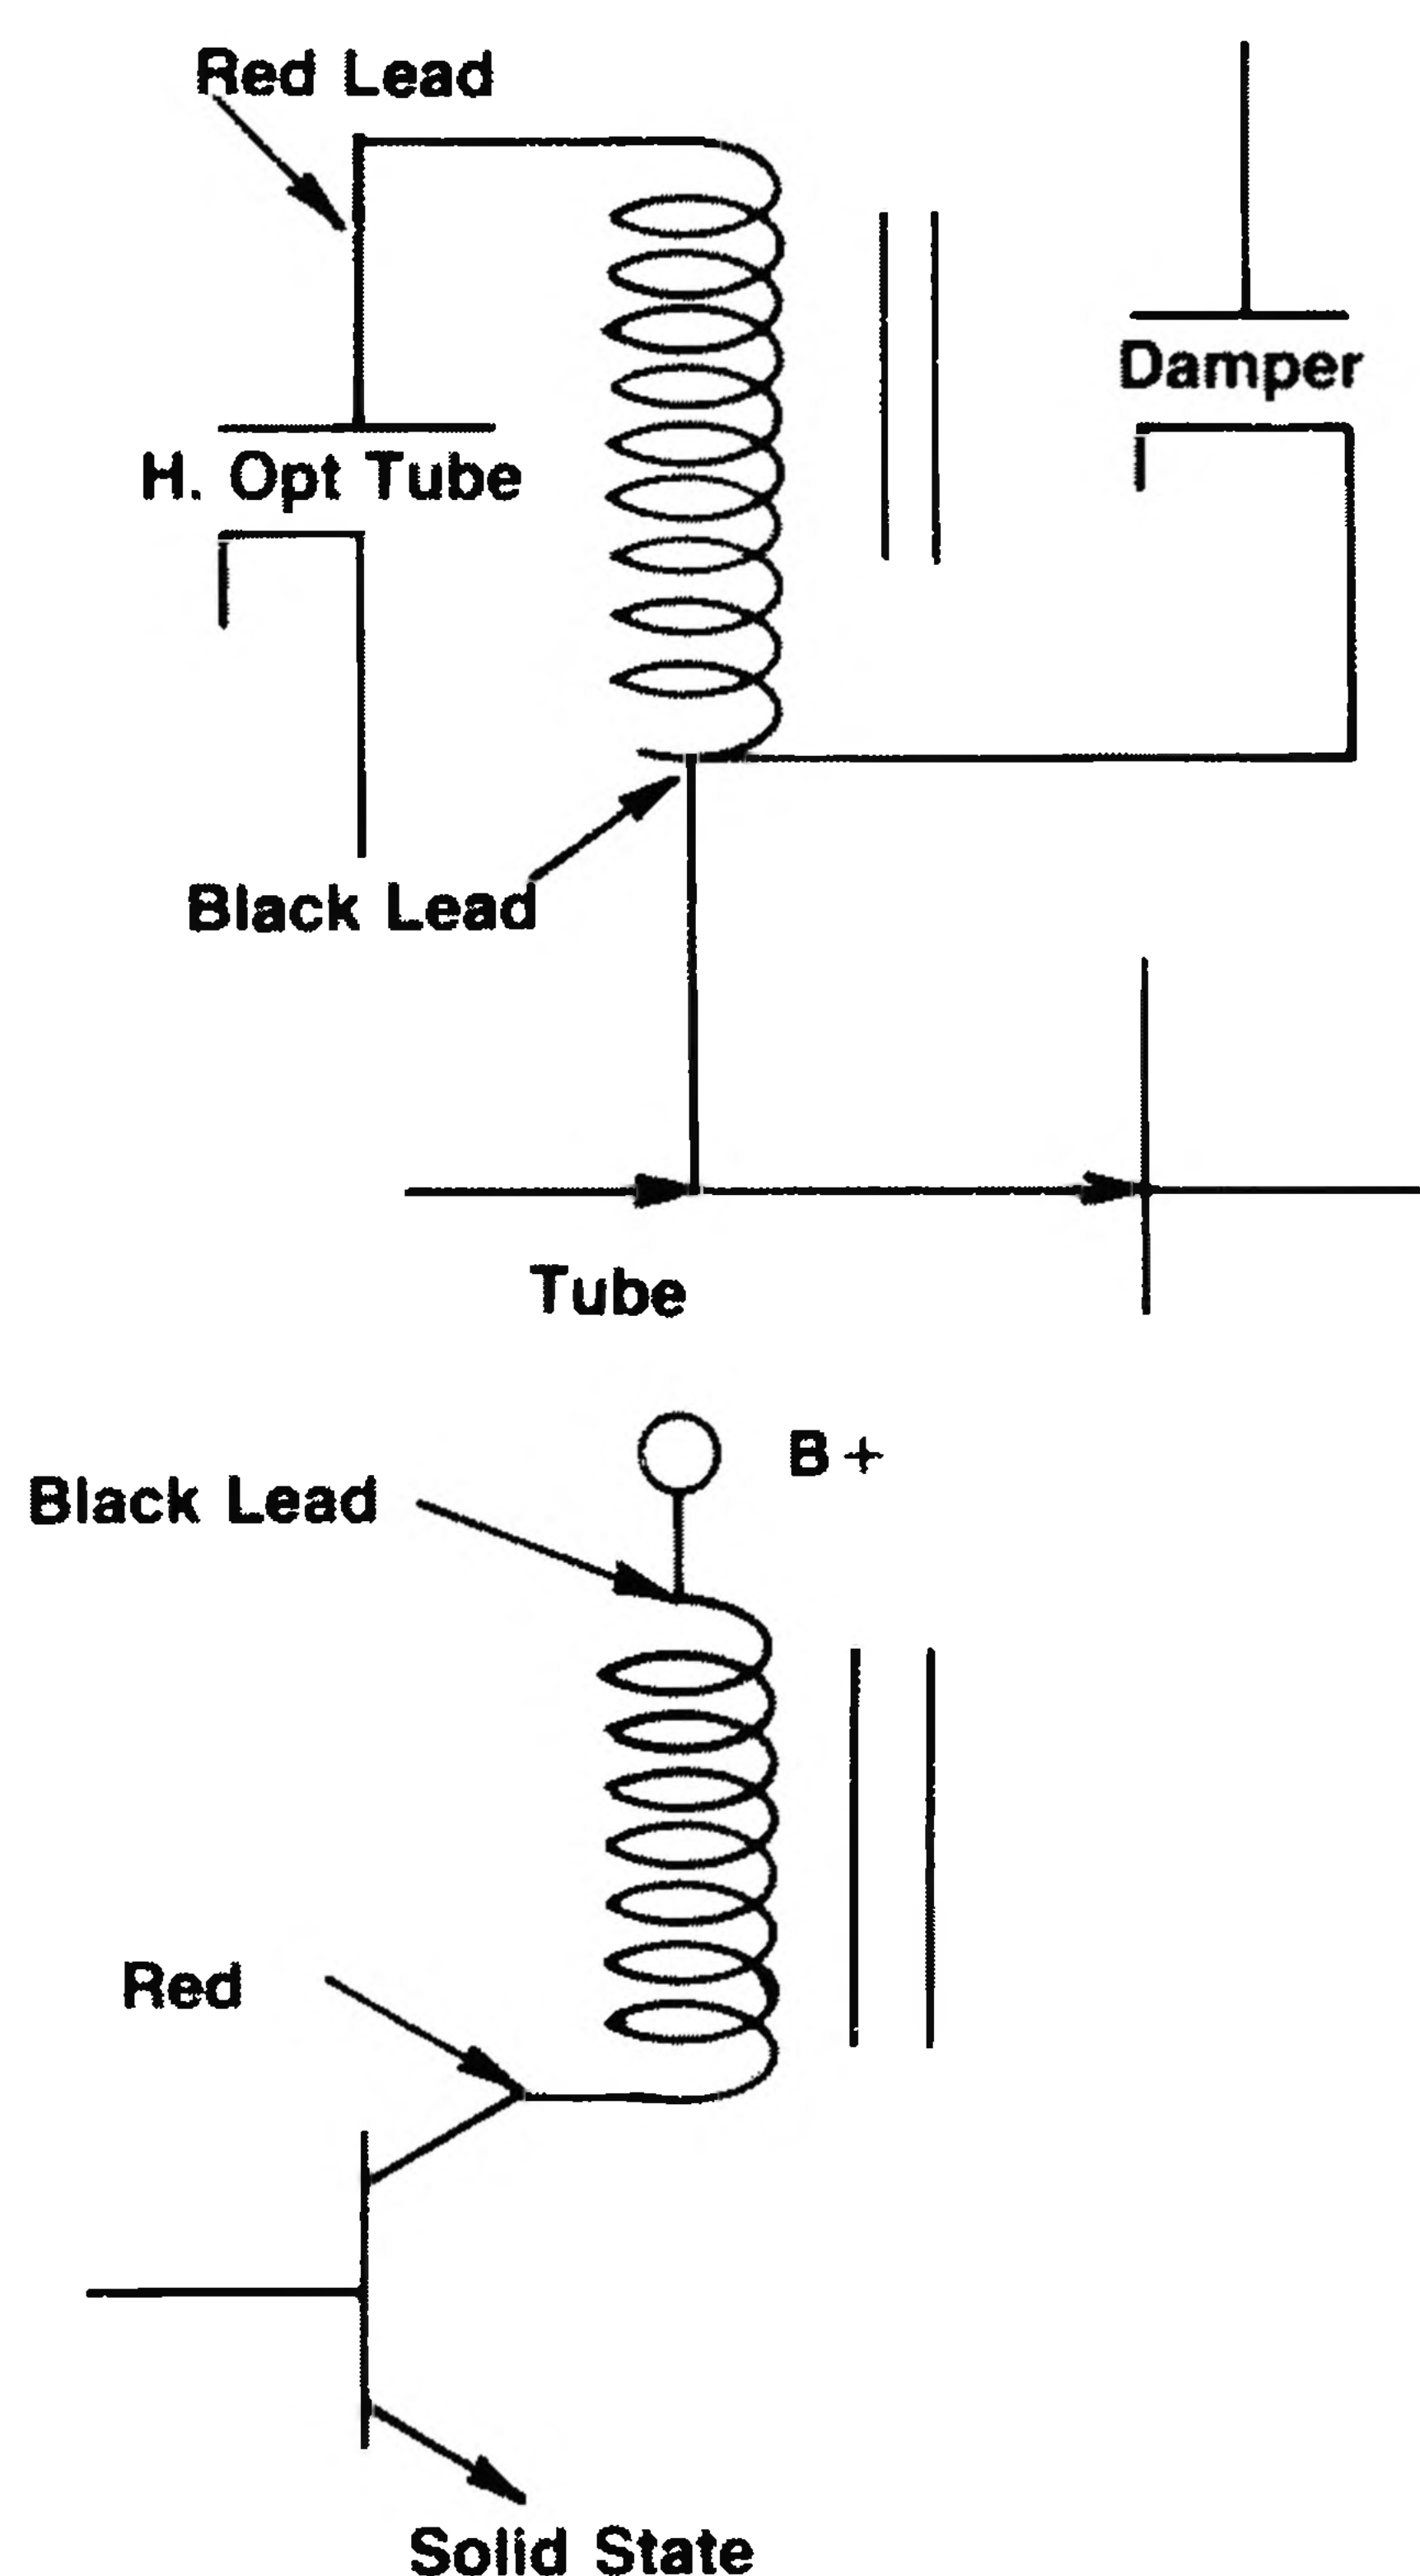 Red Lead
Damper
H. Opt Tube
Black Lead
Tube
B +
Black Lead
Red
Solid State